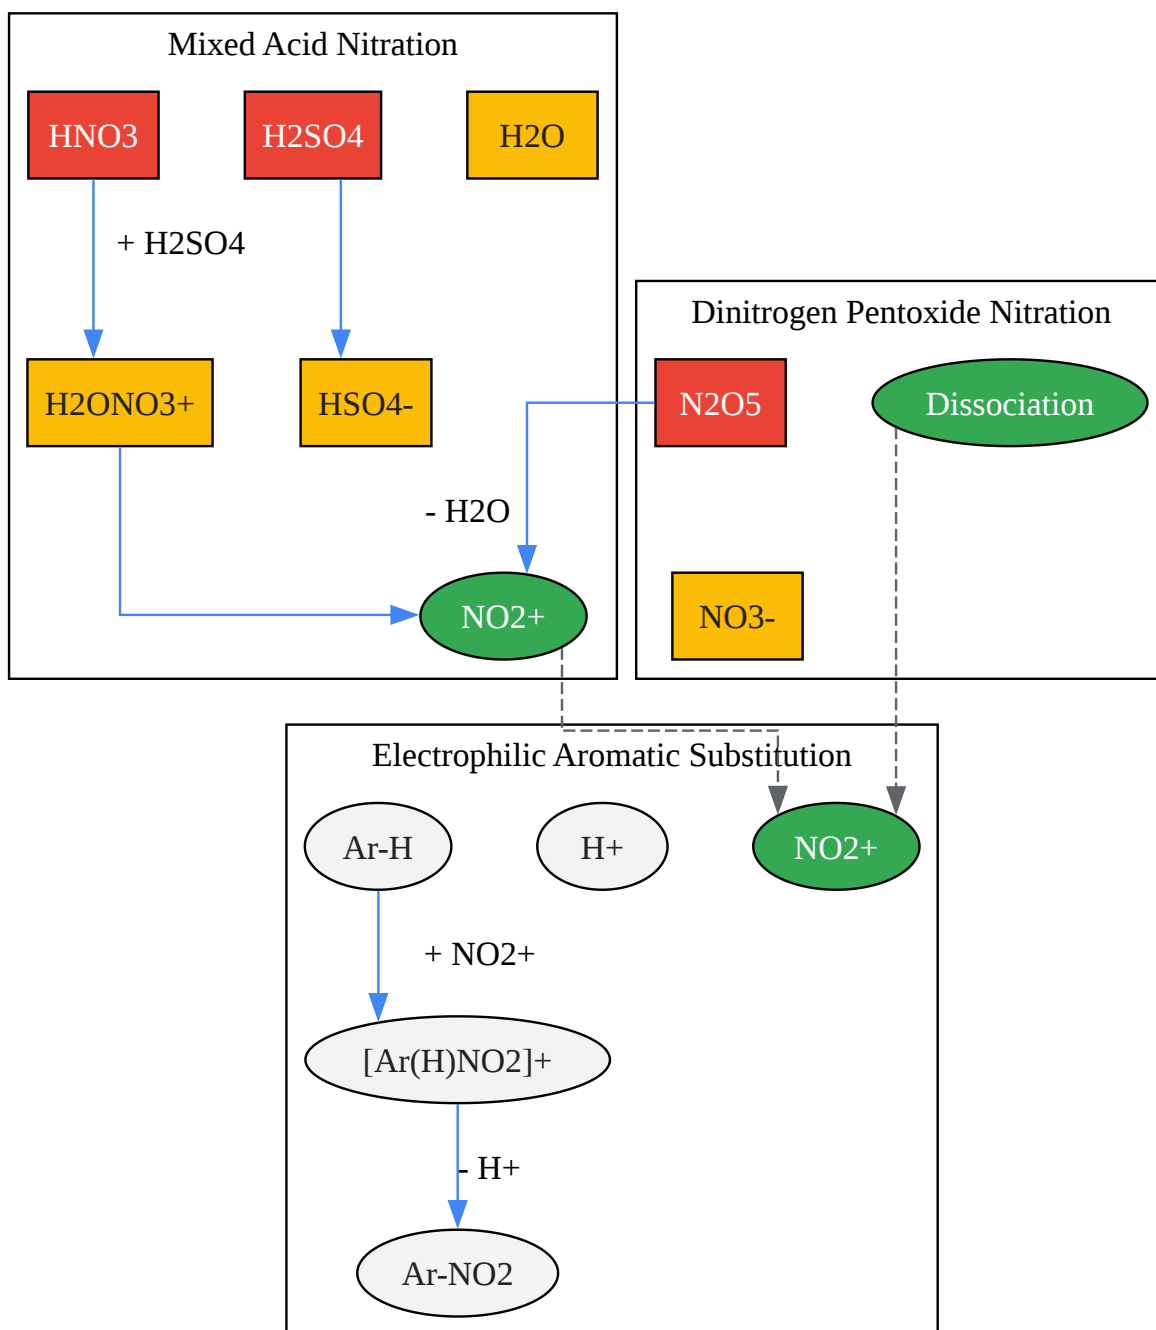 Mixed Acid Nitration
HNO3
H2SO4
H2O
+ H2SO4
H2ONO3+
HSO4-
- H2O
NO2+
Dinitrogen Pentoxide Nitration
N2O5
Dissociation
NO3-
Electrophilic Aromatic Substitution
Ar-H
H+
NO2+
+ NO2+
[Ar(H)NO2]+
- H+
Ar-NO2